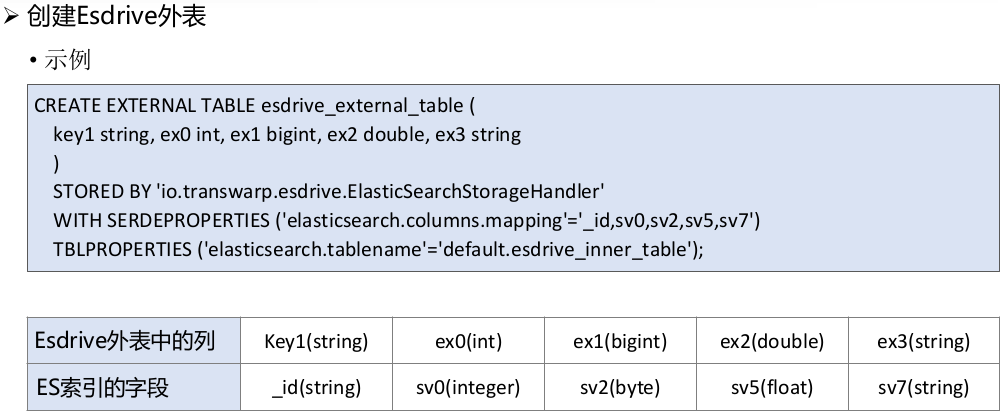 ➢ 创建Esdrive外表
• 示例
CREATE EXTERNAL TABLE esdrive_external_table (
key1 string, ex0 int, ex1 bigint, ex2 double, ex3 string
)
STORED BY 'io.transwarp.esdrive.ElasticSearchStorageHandler'
WITH SERDEPROPERTIES ('elasticsearch.columns.mapping'='_id,sv0,sv2,sv5,sv7')
TBLPROPERTIES ('elasticsearch.tablename'='default.esdrive_inner_table');
Esdrive外表中的列 Key1(string) ex0(int) ex1(bigint) ex2(double) ex3(string)
ES索引的字段 _id(string) sv0(integer) sv2(byte) sv5(float) sv7(string)